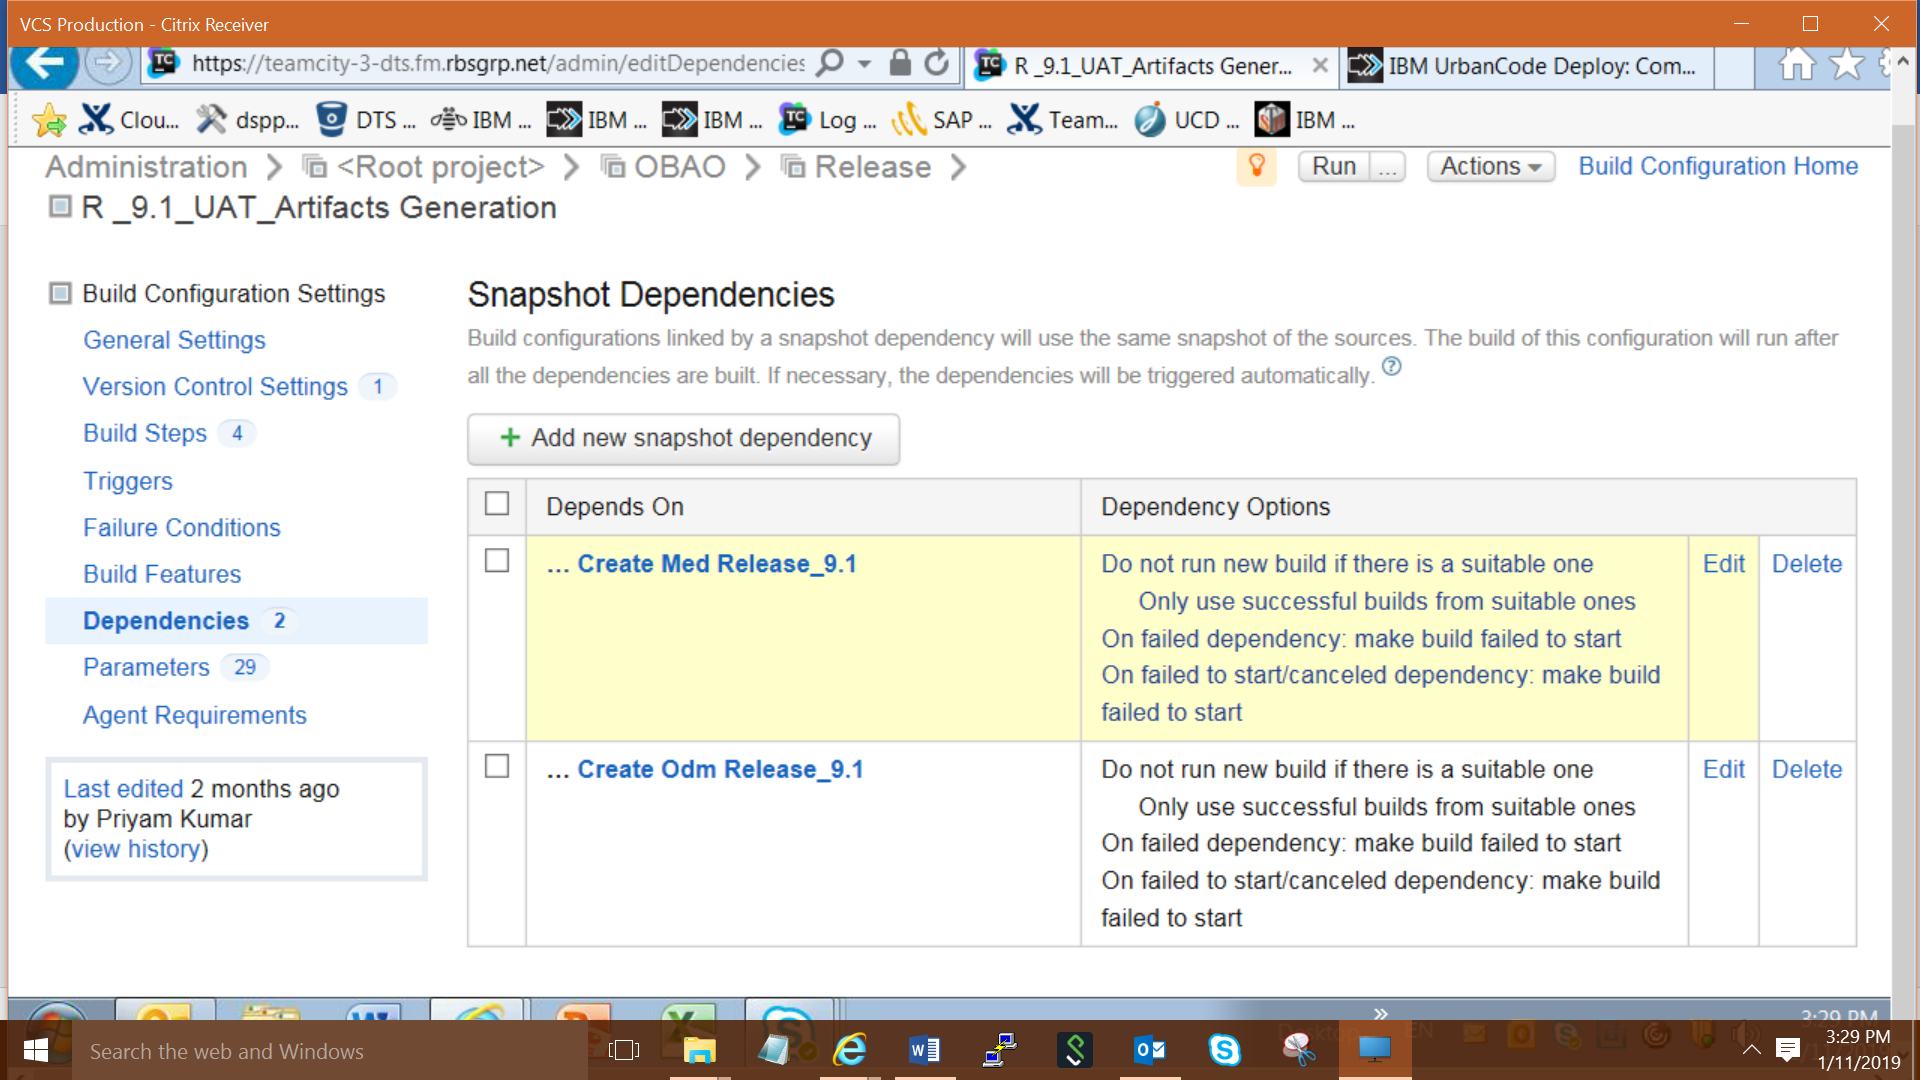 VCS Production - Citrix Receiver
https://teamcity-3-dts.fm.rbsgrp.net/admin/editDependencies
R _9.1_UAT_Artifacts Gener...
IBM UrbanCode Deploy: Com...
Clou...
dspp...
DTS ...
IBM ...
IBM ...
IBM ...
Log ...
SAP ...
Team...
UCD ...
IBM ...
Administration
<Root project>
OBAO
Release
Run ...
Actions
Build Configuration Home
R _9.1_UAT_Artifacts Generation
Build Configuration Settings
General Settings
Version Control Settings 1
Build Steps 4
Triggers
Failure Conditions
Build Features
Dependencies 2
Parameters 29
Agent Requirements
Last edited 2 months ago
by Priyam Kumar
(view history)
Snapshot Dependencies
Build configurations linked by a snapshot dependency will use the same snapshot of the sources. The build of this configuration will run after
all the dependencies are built. If necessary, the dependencies will be triggered automatically. ?
+ Add new snapshot dependency
Depends On
Dependency Options
... Create Med Release_9.1
Do not run new build if there is a suitable one
Only use successful builds from suitable ones
On failed dependency: make build failed to start
On failed to start/canceled dependency: make build
failed to start
Edit
Delete
... Create Odm Release_9.1
Do not run new build if there is a suitable one
Only use successful builds from suitable ones
On failed dependency: make build failed to start
On failed to start/canceled dependency: make build
failed to start
Edit
Delete
Search the web and Windows
Desktop
EN
3:29 PM
3:29 PM
1/11/2019